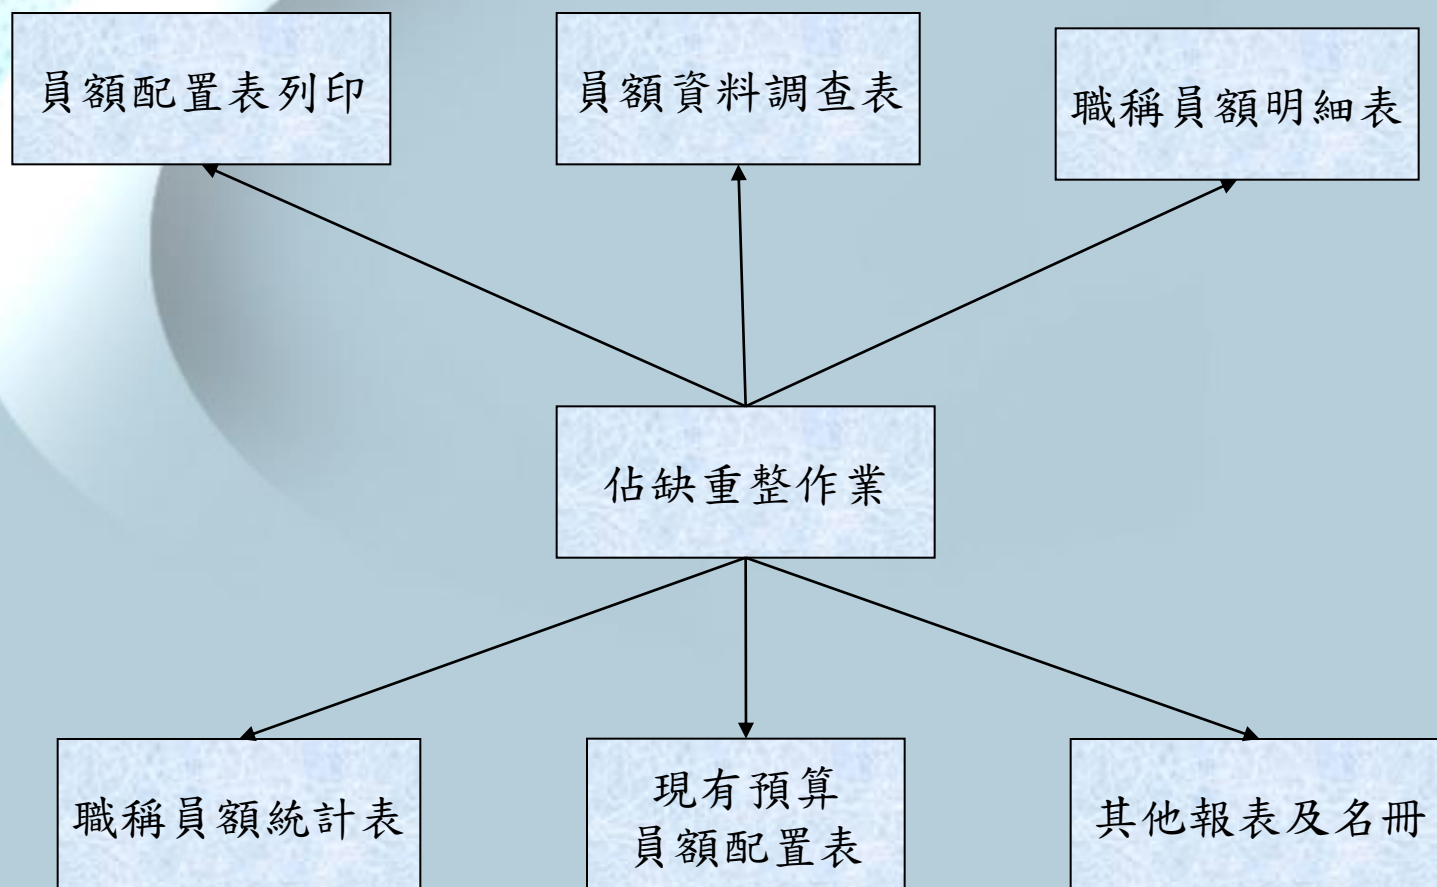 員額配置表列印
員額資料調查表
職稱員額明細表
佔缺重整作業
職稱員額統計表
現有預算
員額配置表
其他報表及名冊